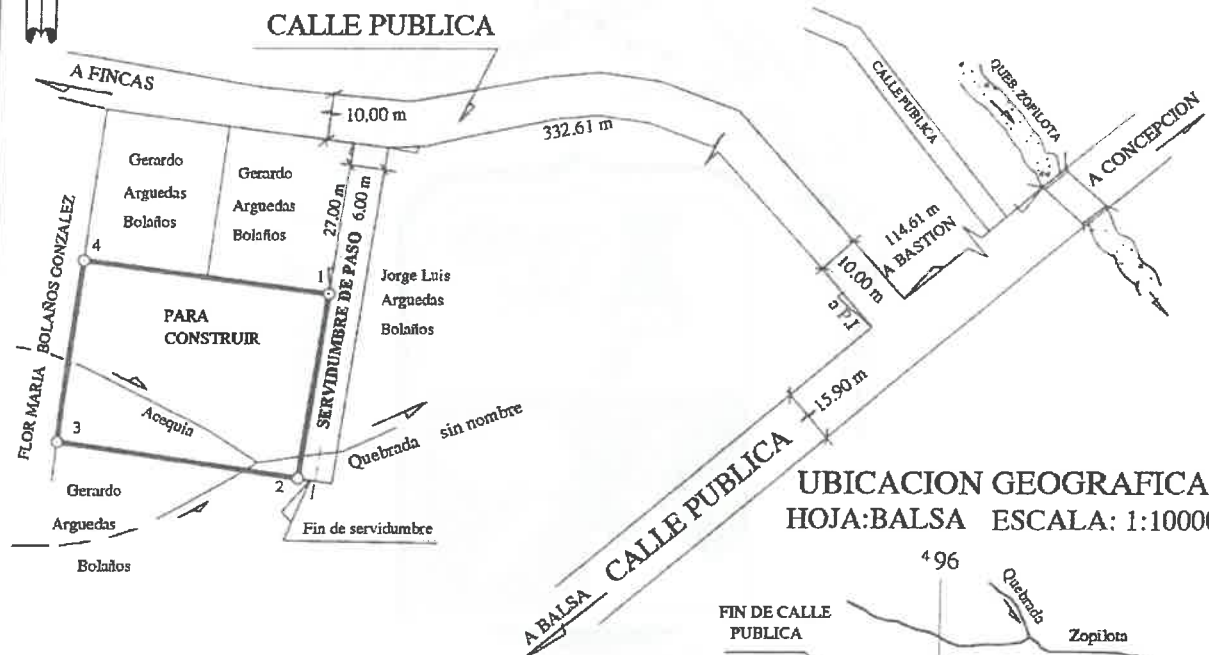 CALLE PUBLICA
A FINCAS
10,00 m
332.61 m
CALLE PUBLICA
QUEB. ZOPILOTA
A CONCEPCION
Gerardo
Arguedas
Bolaños
Gerardo
Arguedas
Bolaños
27.00 m
6.00 m
SERVIDUMBRE DE PASO
114.61 m
A BASTION
10.00 m
a P.I
FLOR MARIA BOLAÑOS GONZALEZ
4
1
Jorge Luis
Arguedas
Bolaños
PARA
CONSTRUIR
Acequia
3
2
Quebrada sin nombre
15.90 m
CALLE PUBLICA
Gerardo
Arguedas
Bolaños
Fin de servidumbre
A BALSA
UBICACION GEOGRAFICA
HOJA:BALSA ESCALA: 1:10000
496
FIN DE CALLE
PUBLICA
Quebrada
Zopilota